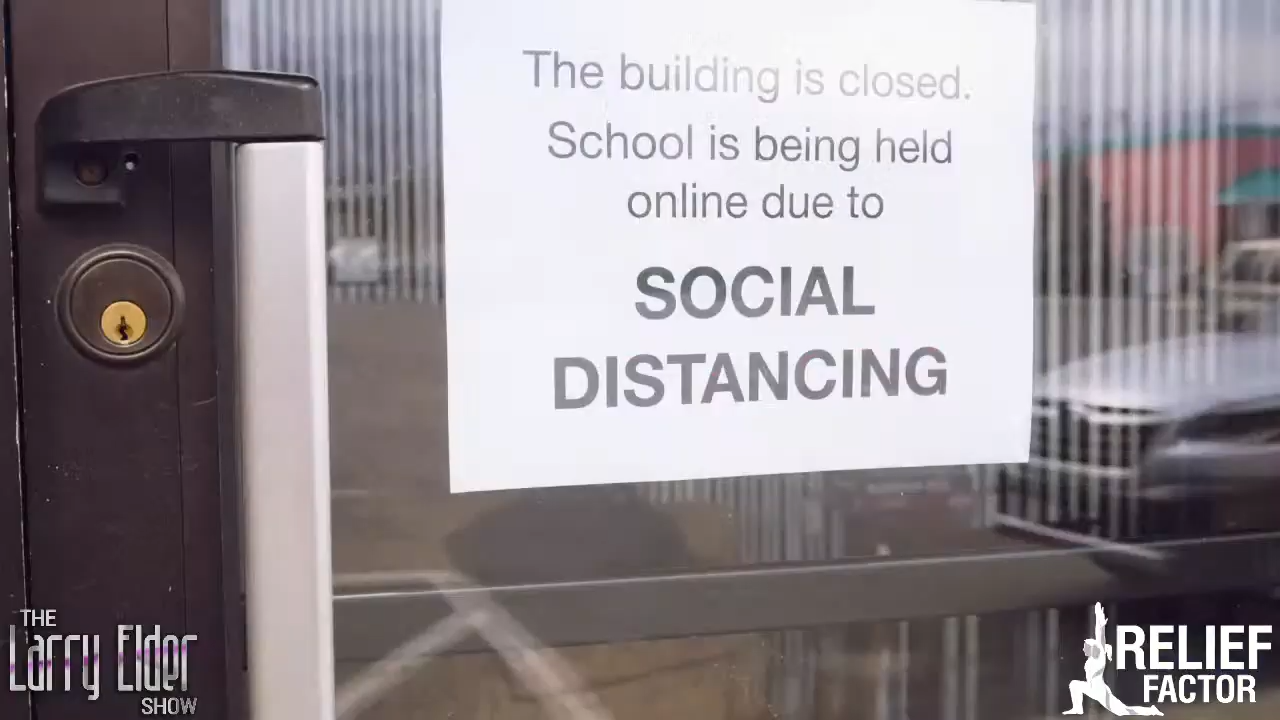 The building is closed.
School is being held
online due to
SOCIAL
DISTANCING
THE
Larry Elder
SHOW
RELIEF
FACTOR